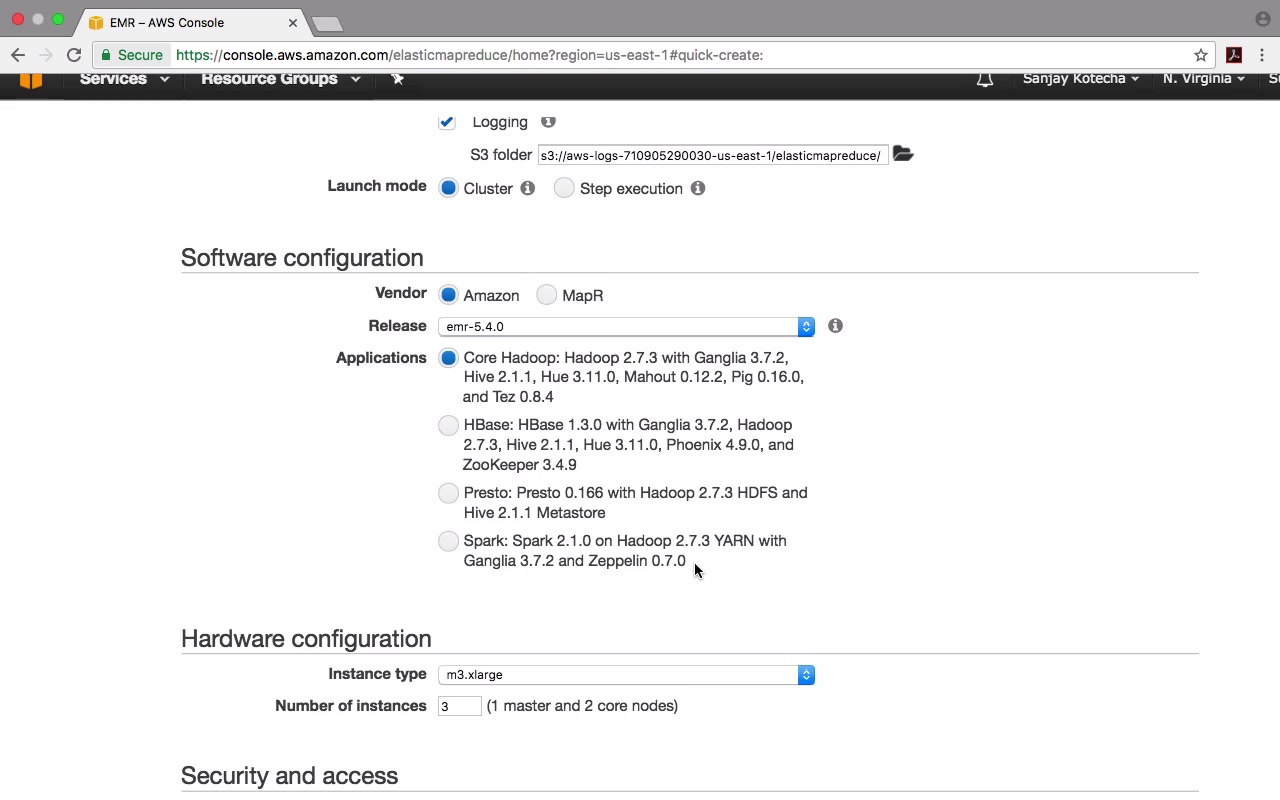 EMR – AWS Console
Secure https://console.aws.amazon.com/elasticmapreduce/home?region=us-east-1#quick-create:
Services Resource Groups Sanjay Kotecha N. Virginia
Logging
S3 folder s3://aws-logs-710905290030-us-east-1/elasticmapreduce/
Launch mode Cluster Step execution
Software configuration
Vendor Amazon MapR
Release emr-5.4.0
Applications Core Hadoop: Hadoop 2.7.3 with Ganglia 3.7.2,
Hive 2.1.1, Hue 3.11.0, Mahout 0.12.2, Pig 0.16.0,
and Tez 0.8.4
HBase: HBase 1.3.0 with Ganglia 3.7.2, Hadoop
2.7.3, Hive 2.1.1, Hue 3.11.0, Phoenix 4.9.0, and
ZooKeeper 3.4.9
Presto: Presto 0.166 with Hadoop 2.7.3 HDFS and
Hive 2.1.1 Metastore
Spark: Spark 2.1.0 on Hadoop 2.7.3 YARN with
Ganglia 3.7.2 and Zeppelin 0.7.0
Hardware configuration
Instance type m3.xlarge
Number of instances 3 (1 master and 2 core nodes)
Security and access